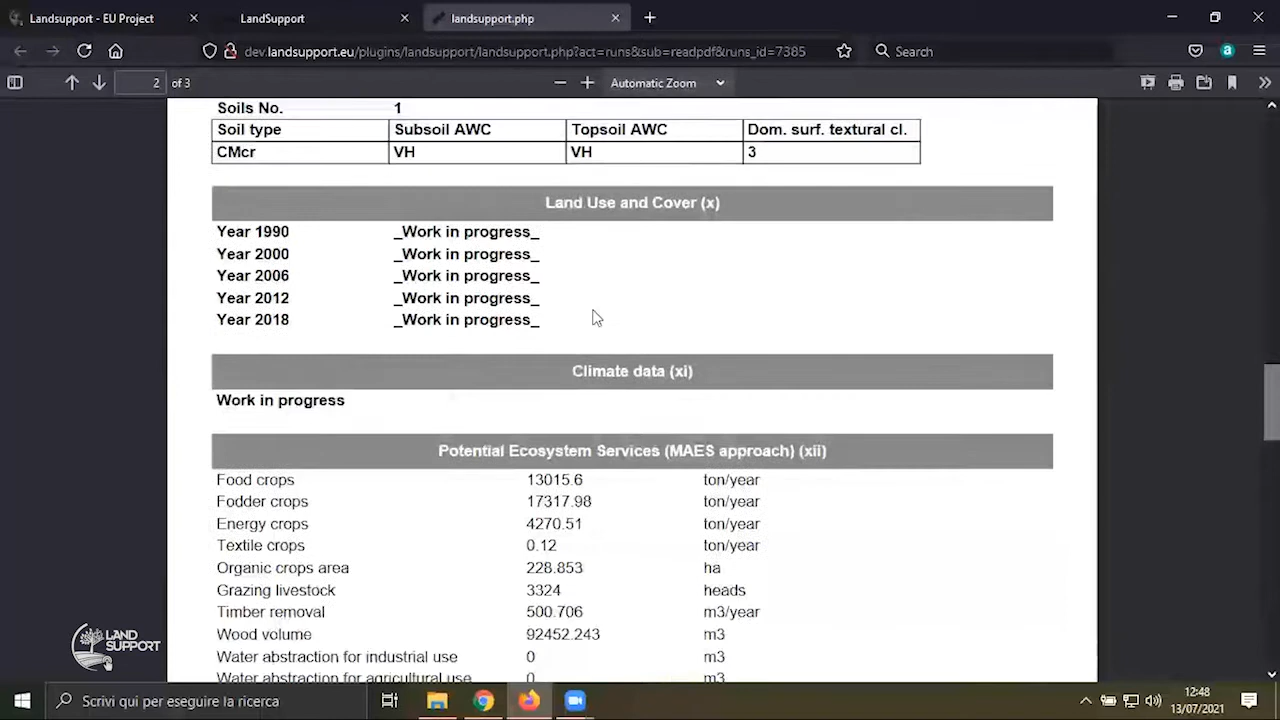 Landsupport - EU Project
LandSupport
landsupport.php
dev.landsupport.eu/plugins/landsupport/landsupport.php?act=runs&sub=readpdf&runs_id=7385
Search
2 of 3
Automatic Zoom
Soils No. 1
Soil type Subsoil AWC Topsoil AWC Dom. surf. textural cl.
CMcr VH VH 3
Land Use and Cover (x)
Year 1990 _Work in progress_
Year 2000 _Work in progress_
Year 2006 _Work in progress_
Year 2012 _Work in progress_
Year 2018 _Work in progress_
Climate data (xi)
Work in progress
Potential Ecosystem Services (MAES approach) (xii)
Food crops 13015.6 ton/year
Fodder crops 17317.98 ton/year
Energy crops 4270.51 ton/year
Textile crops 0.12 ton/year
Organic crops area 228.853 ha
Grazing livestock 3324 heads
Timber removal 500.706 m3/year
Wood volume 92452.243 m3
Water abstraction for industrial use 0 m3
Water abstraction for agricultural use 0 m3
LAND
SUPPORT
Scrivi qui per eseguire la ricerca
12:48
13/07/2021